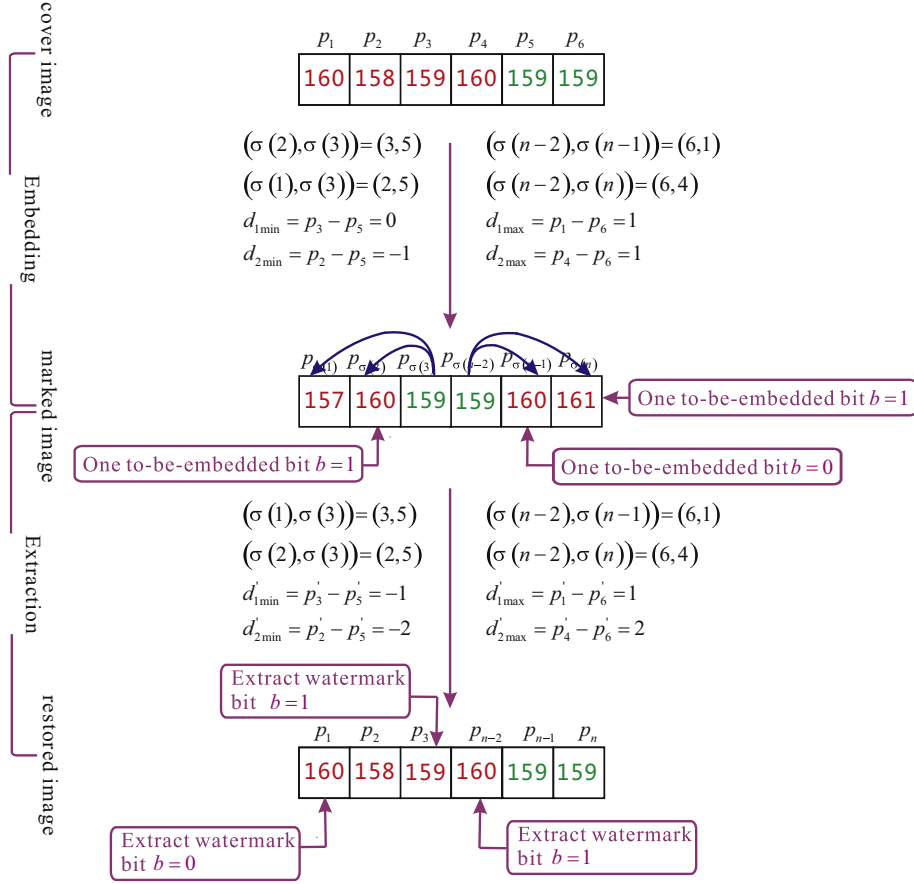 cover image
Embedding
marked image
Extraction
restored image
p₁ p₂ p₃ p₄ p₅ p₆
160 158 159 160 159 159
(σ(2),σ(3))=(3,5) (σ(n−2),σ(n−1))=(6,1)
(σ(1),σ(3))=(2,5) (σ(n−2),σ(n))=(6,4)
d₁min = p₃ − p₅ = 0 d₁max = p₁ − p₆ = 1
d₂min = p₂ − p₅ = −1 d₂max = p₄ − p₆ = 1
pσ(3 pσ(n−2)
157 160 159 159 160 161
One to-be-embedded bit b=1
One to-be-embedded bit b=1
One to-be-embedded bit b=0
(σ(1),σ(3))=(3,5) (σ(n−2),σ(n−1))=(6,1)
(σ(2),σ(3))=(2,5) (σ(n−2),σ(n))=(6,4)
d'₁min = p'₃ − p'₅ = −1 d'₁max = p'₁ − p'₆ = 1
d'₂min = p'₂ − p'₅ = −2 d'₂max = p'₄ − p'₆ = 2
Extract watermark
bit b=1
p₁ p₂ p₃ pₙ₋₂ pₙ₋₁ pₙ
160 158 159 160 159 159
Extract watermark
bit b=0
Extract watermark
bit b=1